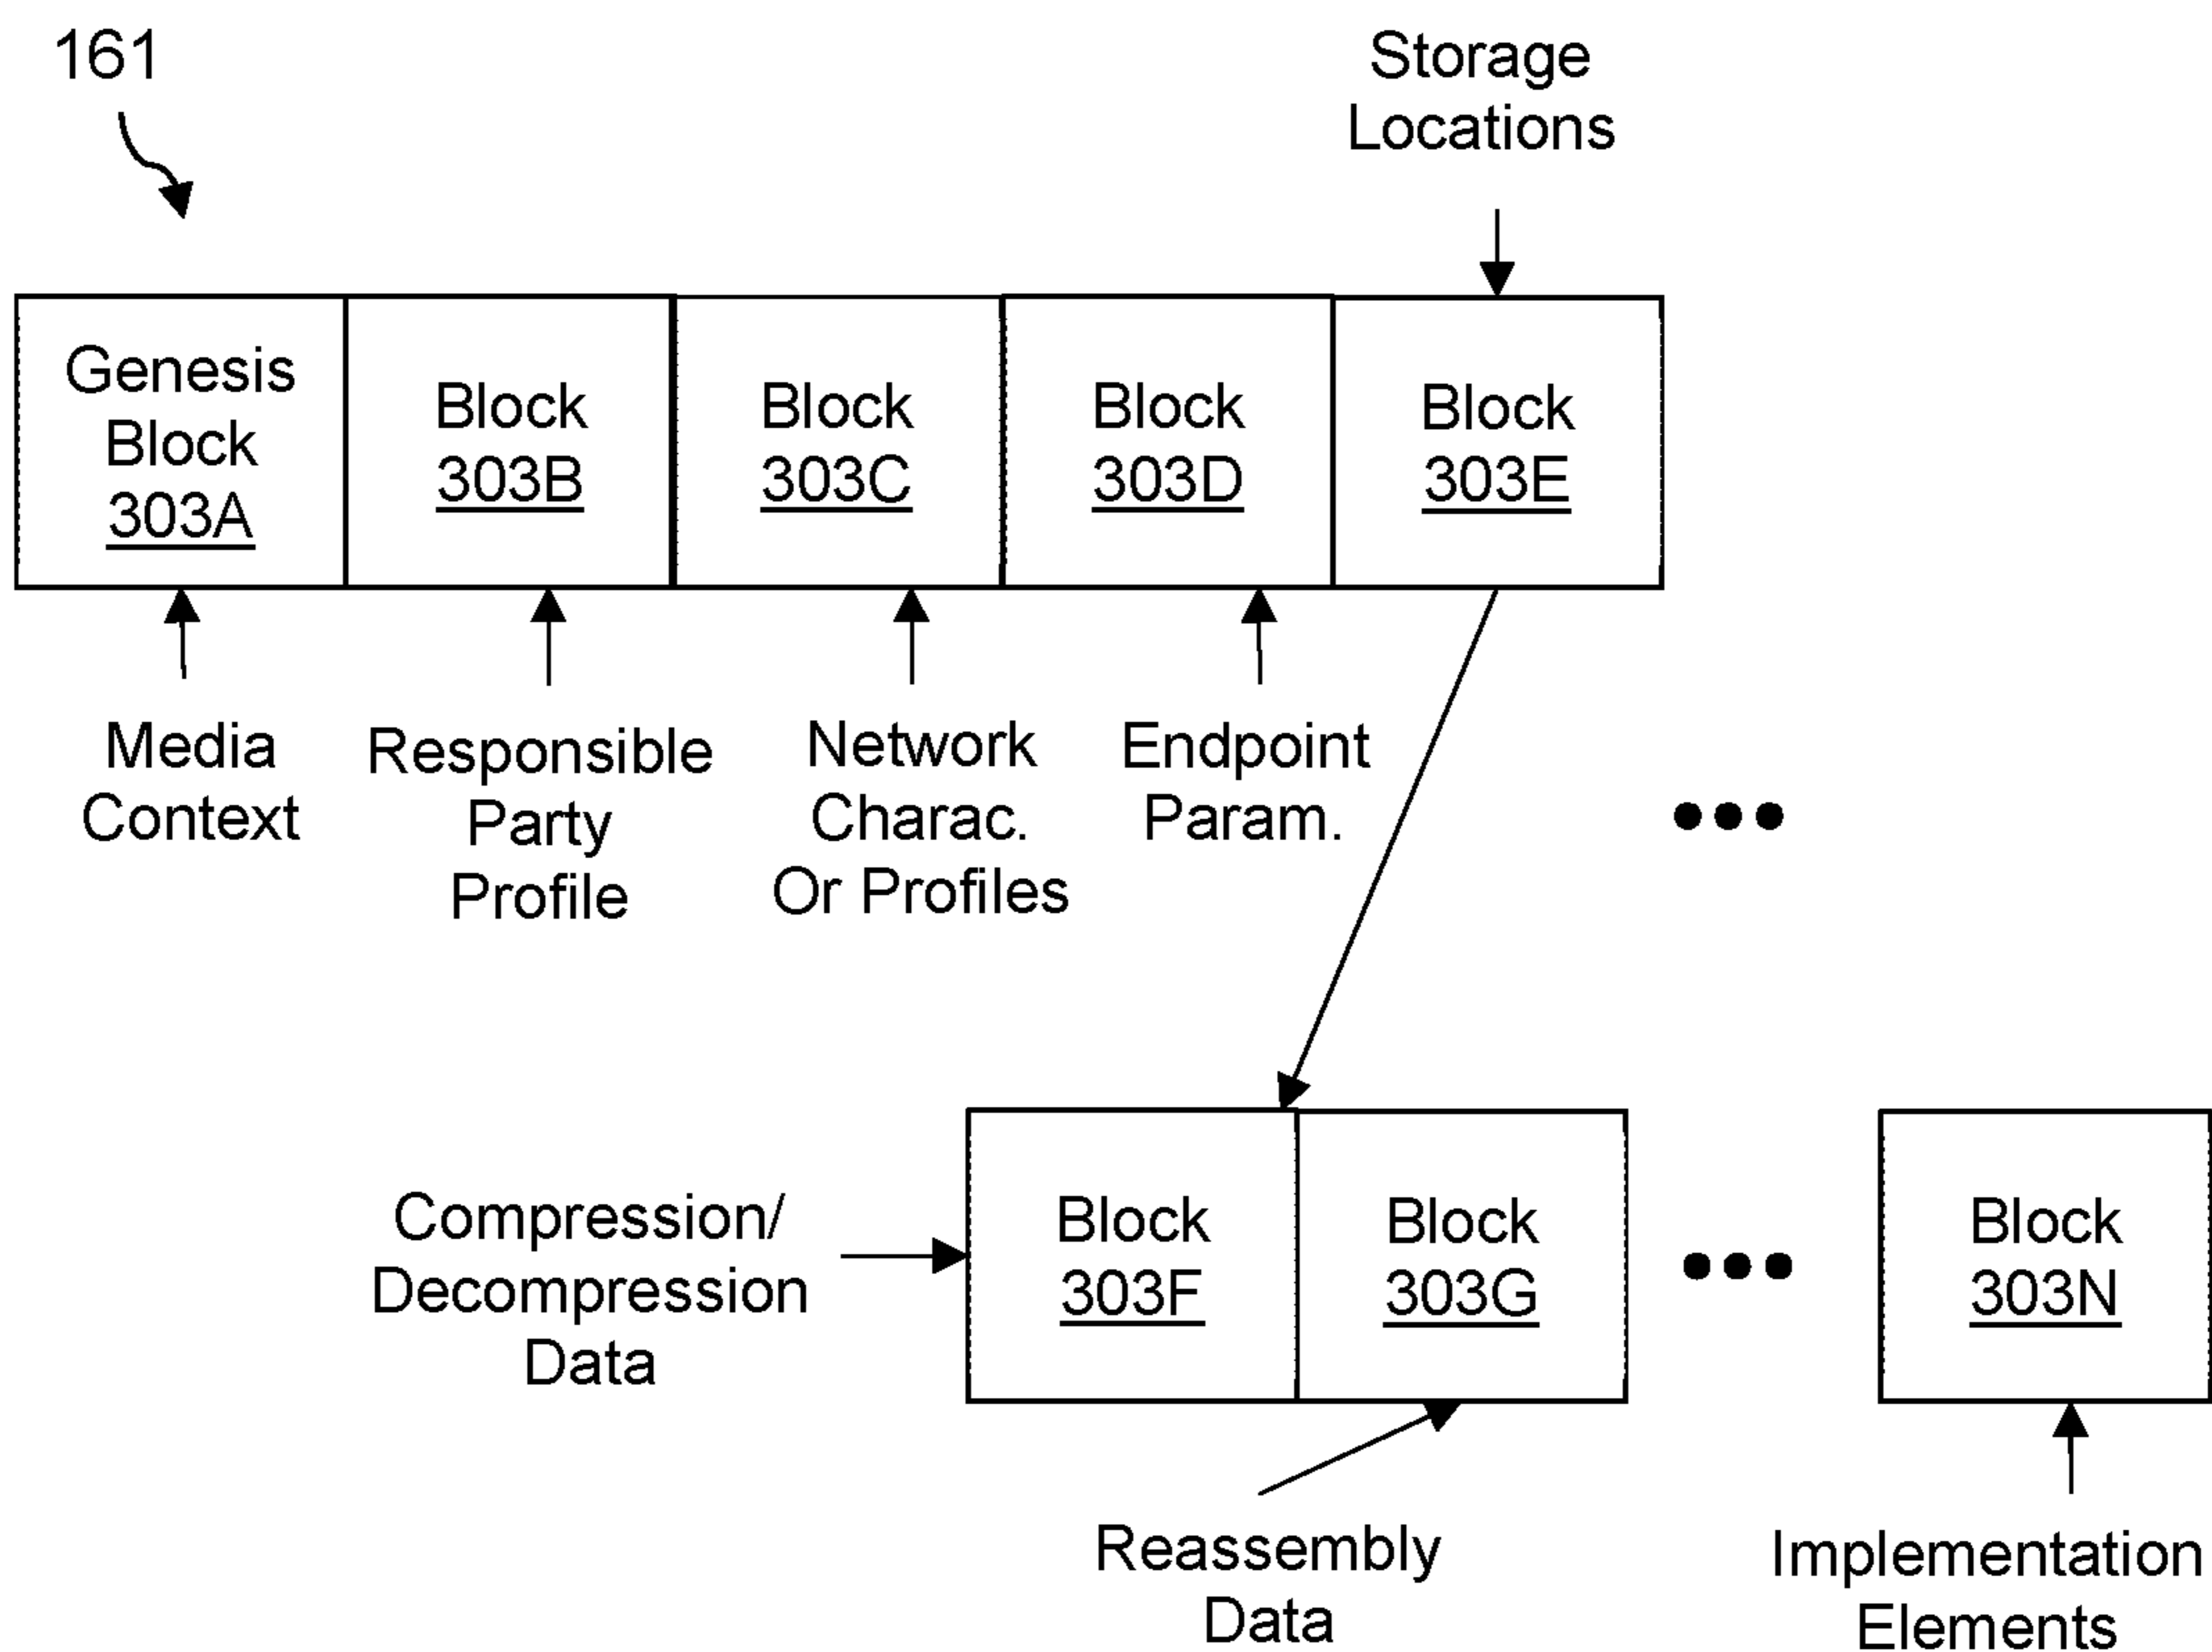 161
Storage
Locations
Genesis
Block
303A
Block
303B
Block
303C
Block
303D
Block
303E
Media
Context
Responsible
Party
Profile
Network
Charac.
Or Profiles
Endpoint
Param.
Compression/
Decompression
Data
Block
303F
Block
303G
Block
303N
Reassembly
Data
Implementation
Elements